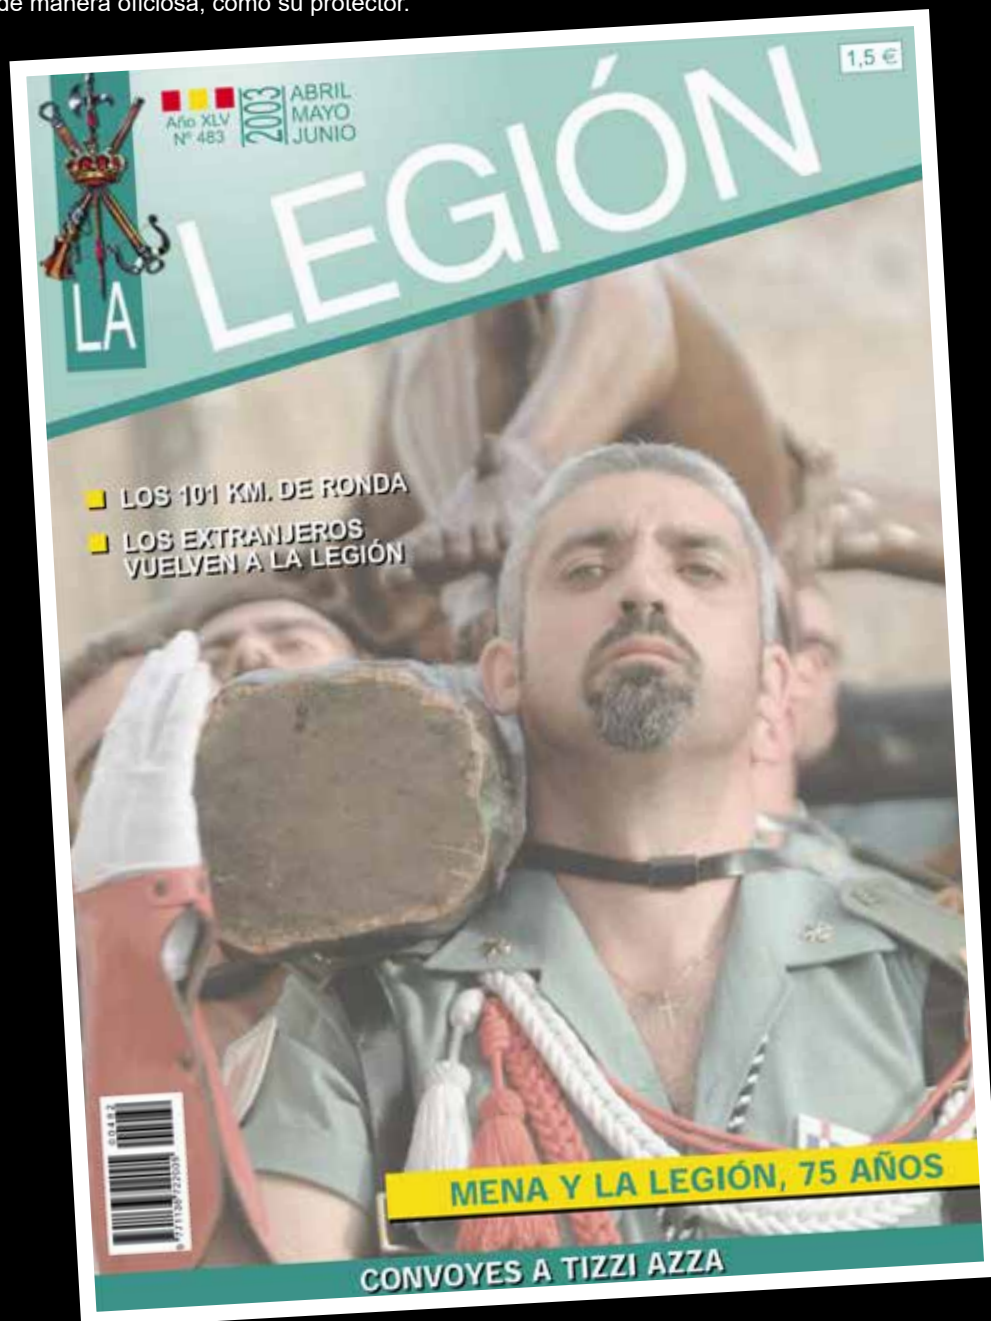 de manera oficiosa, como su protector.
1,5 €
Año XLV
Nº 483
2003
ABRIL
MAYO
JUNIO
LA
LEGIÓN
LOS 101 KM. DE RONDA
LOS EXTRANJEROS
VUELVEN A LA LEGIÓN
00482
MENA Y LA LEGIÓN, 75 AÑOS
CONVOYES A TIZZI AZZA